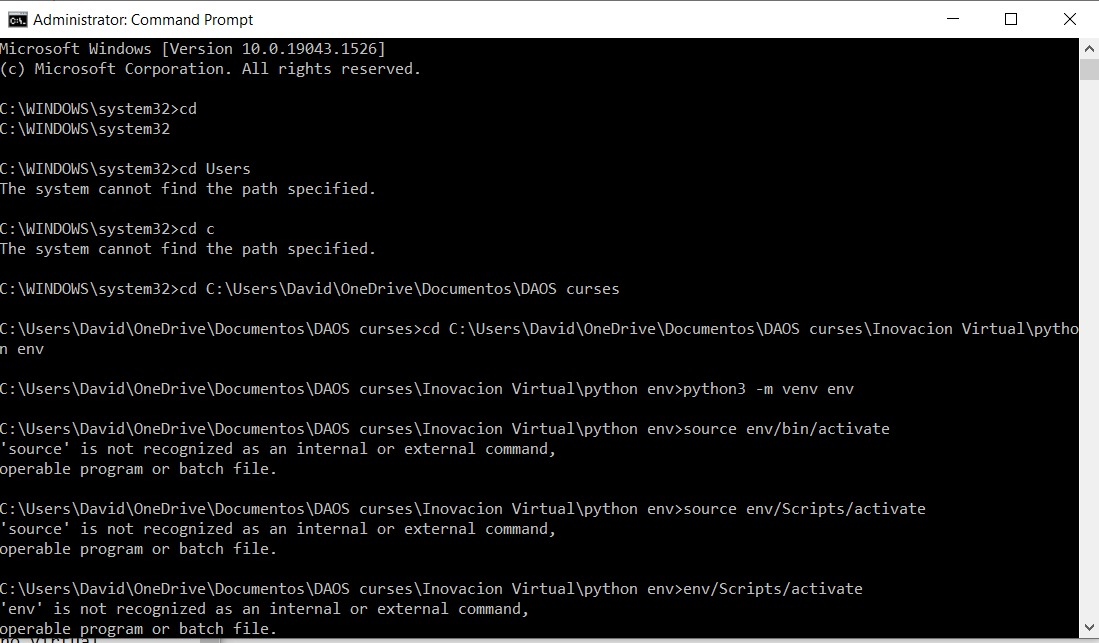 Administrator: Command Prompt
Microsoft Windows [Version 10.0.19043.1526]
(c) Microsoft Corporation. All rights reserved.
C:\WINDOWS\system32>cd
C:\WINDOWS\system32
C:\WINDOWS\system32>cd Users
The system cannot find the path specified.
C:\WINDOWS\system32>cd c
The system cannot find the path specified.
C:\WINDOWS\system32>cd C:\Users\David\OneDrive\Documentos\DAOS curses
C:\Users\David\OneDrive\Documentos\DAOS curses>cd C:\Users\David\OneDrive\Documentos\DAOS curses\Inovacion Virtual\pytho
n env
C:\Users\David\OneDrive\Documentos\DAOS curses\Inovacion Virtual\python env>python3 -m venv env
C:\Users\David\OneDrive\Documentos\DAOS curses\Inovacion Virtual\python env>source env/bin/activate
'source' is not recognized as an internal or external command,
operable program or batch file.
C:\Users\David\OneDrive\Documentos\DAOS curses\Inovacion Virtual\python env>source env/Scripts/activate
'source' is not recognized as an internal or external command,
operable program or batch file.
C:\Users\David\OneDrive\Documentos\DAOS curses\Inovacion Virtual\python env>env/Scripts/activate
'env' is not recognized as an internal or external command,
operable program or batch file.